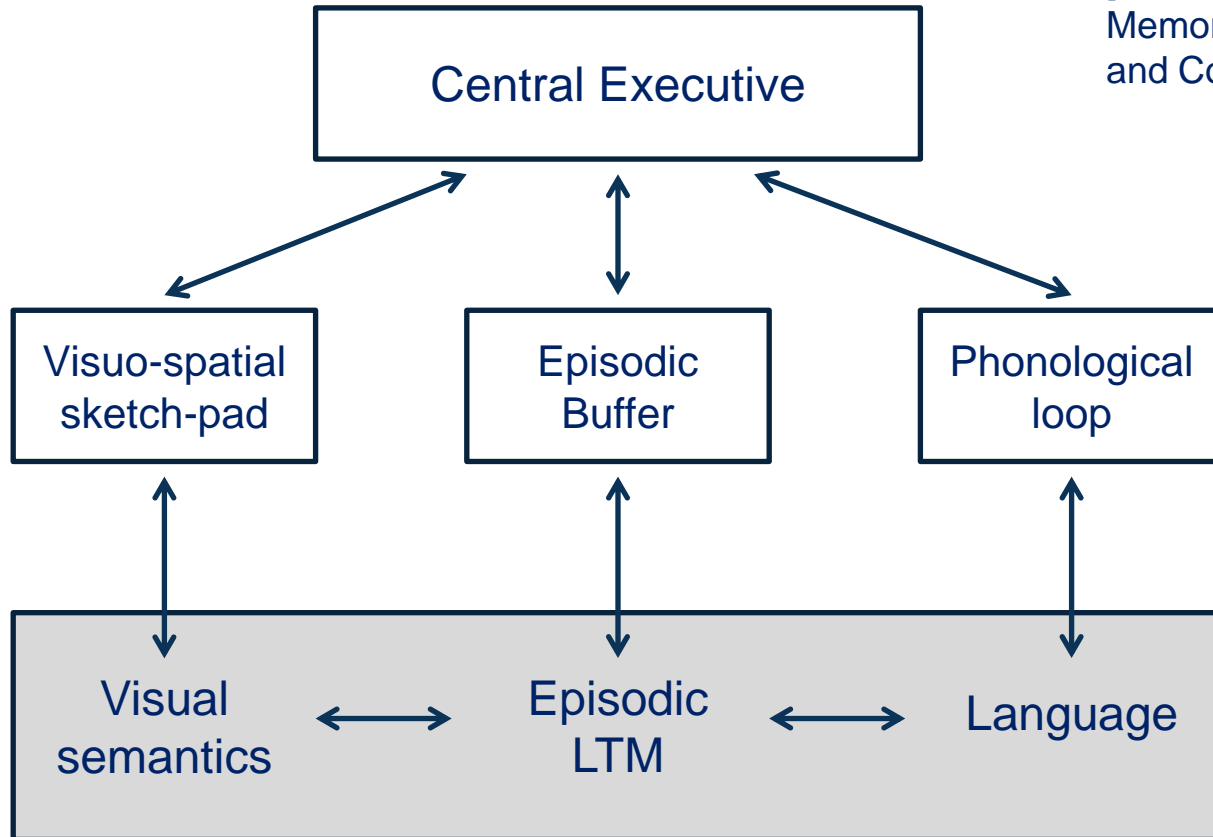 Central Executive
Visuo-spatial
sketch-pad
Episodic
Buffer
Phonological
loop
Visual
semantics
Episodic
LTM
Language